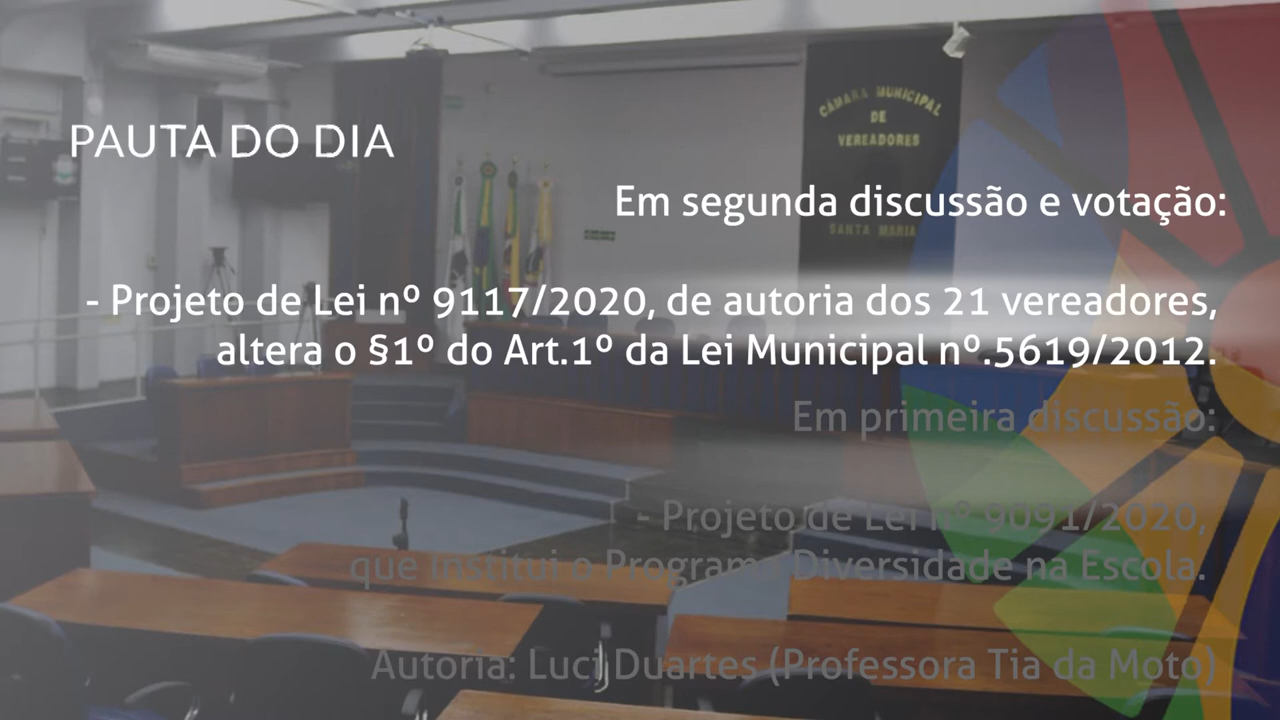 CÂMARA MUNICIPAL
DE
VEREADORES
SANTA MARIA
PAUTA DO DIA
Em segunda discussão e votação:
- Projeto de Lei nº 9117/2020, de autoria dos 21 vereadores,
altera o §1º do Art.1º da Lei Municipal nº.5619/2012.
Em primeira discussão:
- Projeto de Lei nº 9091/2020,
que institui o Programa Diversidade na Escola.
Autoria: Luci Duartes (Professora Tia da Moto)